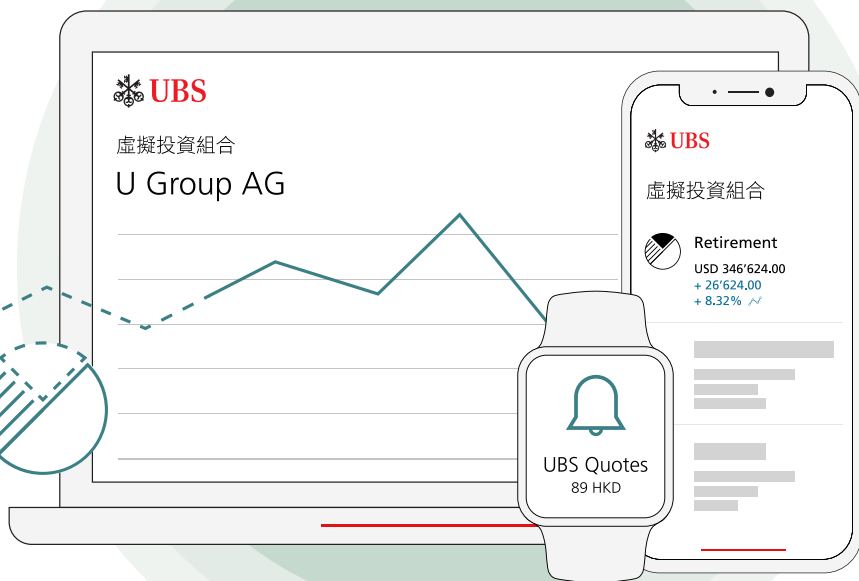 UBS
虛擬投資組合
U Group AG
UBS
虛擬投資組合
Retirement
USD 346'624.00
+ 26'624.00
+ 8.32%
UBS Quotes
89 HKD